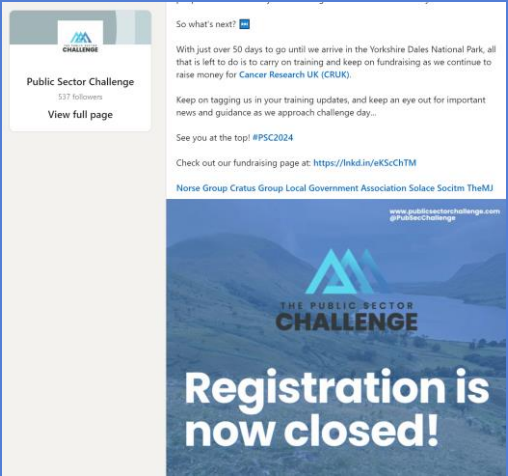 CHALLENGE
Public Sector Challenge
537 followers
View full page
So what's next?
With just over 50 days to go until we arrive in the Yorkshire Dales National Park, all
that is left to do is to carry on training and keep on fundraising as we continue to
raise money for Cancer Research UK (CRUK).
Keep on tagging us in your training updates, and keep an eye out for important
news and guidance as we approach challenge day...
See you at the top! #PSC2024
Check out our fundraising page at: https://lnkd.in/eKScChTM
Norse Group Cratus Group Local Government Association Solace Socitm TheMJ
www.publicsectorchallenge.com
@PubSecChallenge
THE PUBLIC SECTOR
CHALLENGE
Registration is
now closed!